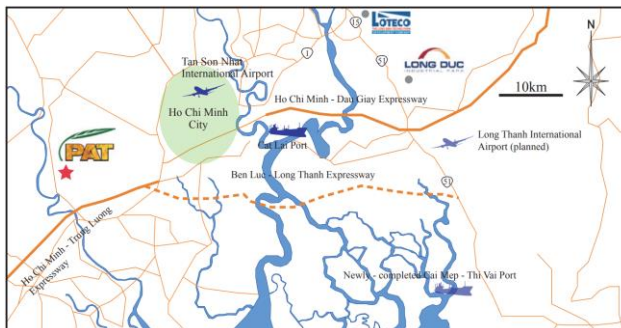 15
LOTECO
N
1
51
LONG DUC
INDUSTRIAL PARK
Tan Son Nhat
International Airport
10km
Ho Chi Minh - Dau Giay Expressway
Ho Chi Minh
City
Long Thanh International
Airport (planned)
PAT
Cat Lai Port
Ben Luc - Long Thanh Expressway
51
Ho Chi Minh - Trung Luong
Expressway
Newly - completed Cai Mep - Thi Vai Port